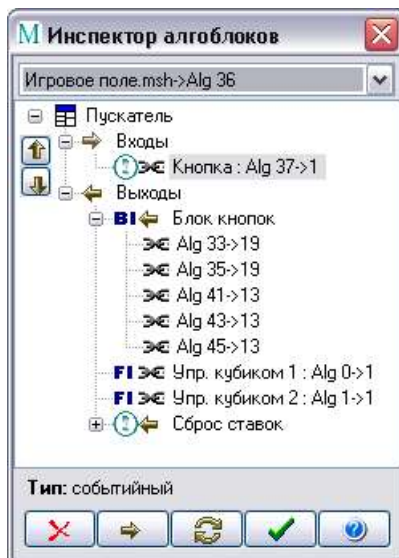 M Инспектор алгоблоков
Игровое поле.msh->Alg 36
Пускатель
Входы
Кнопка : Alg 37->1
Выходы
BI Блок кнопок
Alg 33->19
Alg 35->19
Alg 41->13
Alg 43->13
Alg 45->13
FI Упр. кубиком 1 : Alg 0->1
FI Упр. кубиком 2 : Alg 1->1
Сброс ставок
Тип: событийный